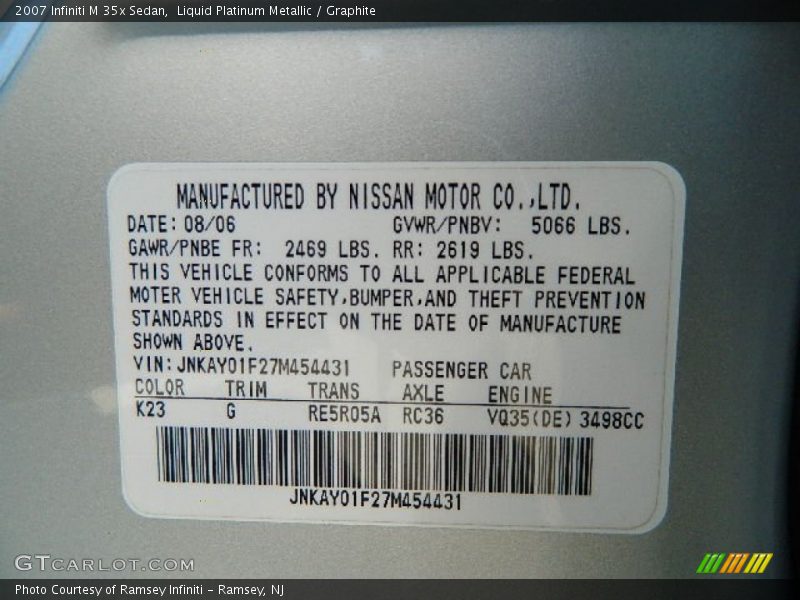 2007 Infiniti M 35x Sedan, Liquid Platinum Metallic / Graphite
MANUFACTURED BY NISSAN MOTOR CO.,LTD.
DATE: 08/06 GVWR/PNBV: 5066 LBS.
GAWR/PNBE FR: 2469 LBS. RR: 2619 LBS.
THIS VEHICLE CONFORMS TO ALL APPLICABLE FEDERAL
MOTER VEHICLE SAFETY,BUMPER,AND THEFT PREVENTION
STANDARDS IN EFFECT ON THE DATE OF MANUFACTURE
SHOWN ABOVE.
VIN: JNKAY01F27M454431 PASSENGER CAR
COLOR TRIM TRANS AXLE ENGINE
K23 G RE5R05A RC36 VQ35(DE) 3498CC
JNKAY01F27M454431
GTCARLOT.COM
Photo Courtesy of Ramsey Infiniti – Ramsey, NJ